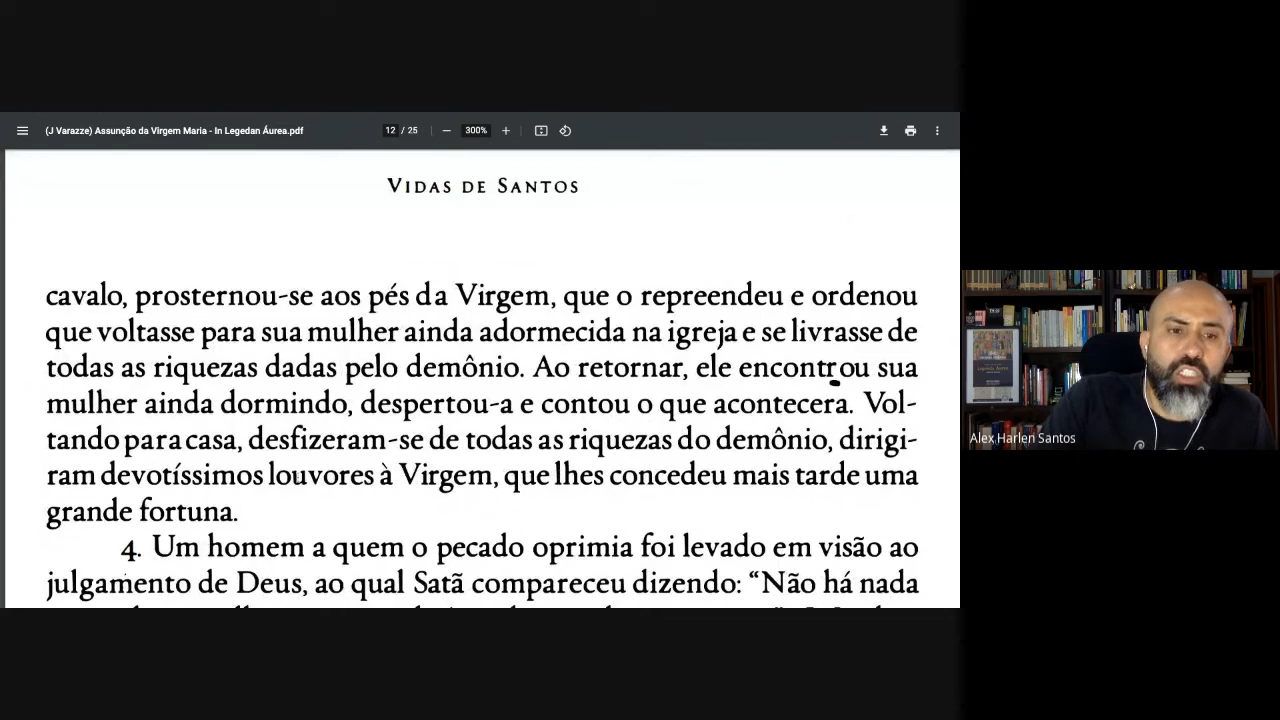 (J Varazze) Assunção da Virgem Maria - In Legedan Áurea.pdf
12 / 25
300%
VIDAS DE SANTOS
cavalo, prosternou-se aos pés da Virgem, que o repreendeu e ordenou
que voltasse para sua mulher ainda adormecida na igreja e se livrasse de
todas as riquezas dadas pelo demônio. Ao retornar, ele encontrou sua
mulher ainda dormindo, despertou-a e contou o que acontecera. Vol-
tando para casa, desfizeram-se de todas as riquezas do demônio, dirigi-
ram devotíssimos louvores à Virgem, que lhes concedeu mais tarde uma
grande fortuna.
4. Um homem a quem o pecado oprimia foi levado em visão ao
julgamento de Deus, ao qual Satã compareceu dizendo: “Não há nada
Alex Harlen Santos